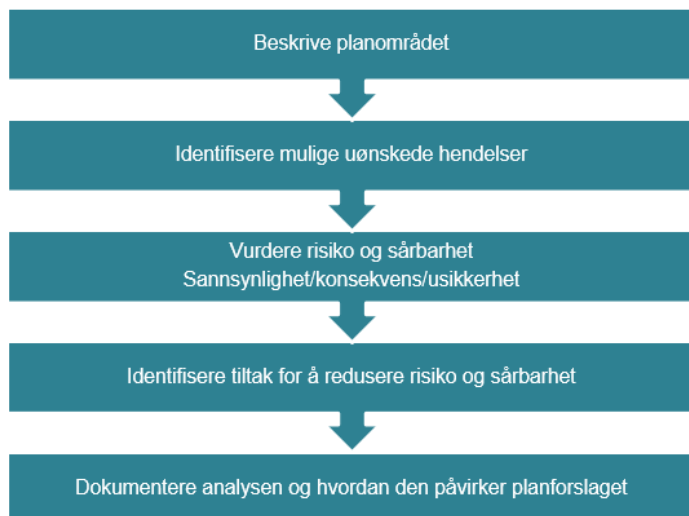 Beskrive planområdet
Identifisere mulige uønskede hendelser
Vurdere risiko og sårbarhet
Sannsynlighet/konsekvens/usikkerhet
Identifisere tiltak for å redusere risiko og sårbarhet
Dokumentere analysen og hvordan den påvirker planforslaget